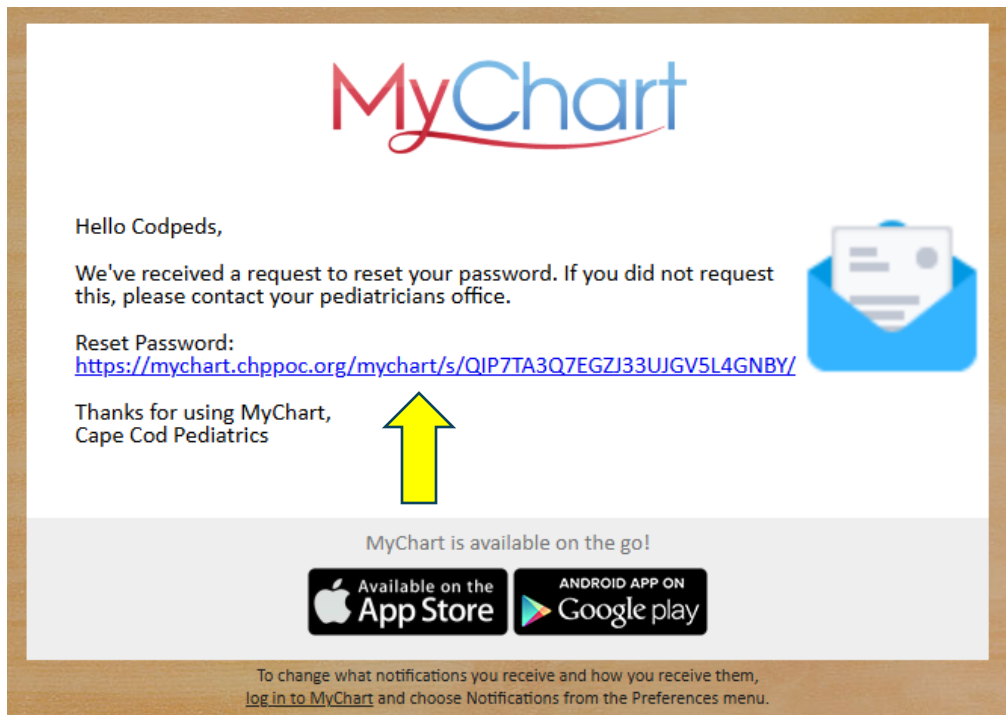 MyChart
Hello Codpeds,
We've received a request to reset your password. If you did not request
this, please contact your pediatricians office.
Reset Password:
https://mychart.chppoc.org/mychart/s/QIP7TA3Q7EGZJ33UJGV5L4GNBY/
Thanks for using MyChart,
Cape Cod Pediatrics
MyChart is available on the go!
Available on the
App Store
ANDROID APP ON
Google play
To change what notifications you receive and how you receive them,
log in to MyChart and choose Notifications from the Preferences menu.